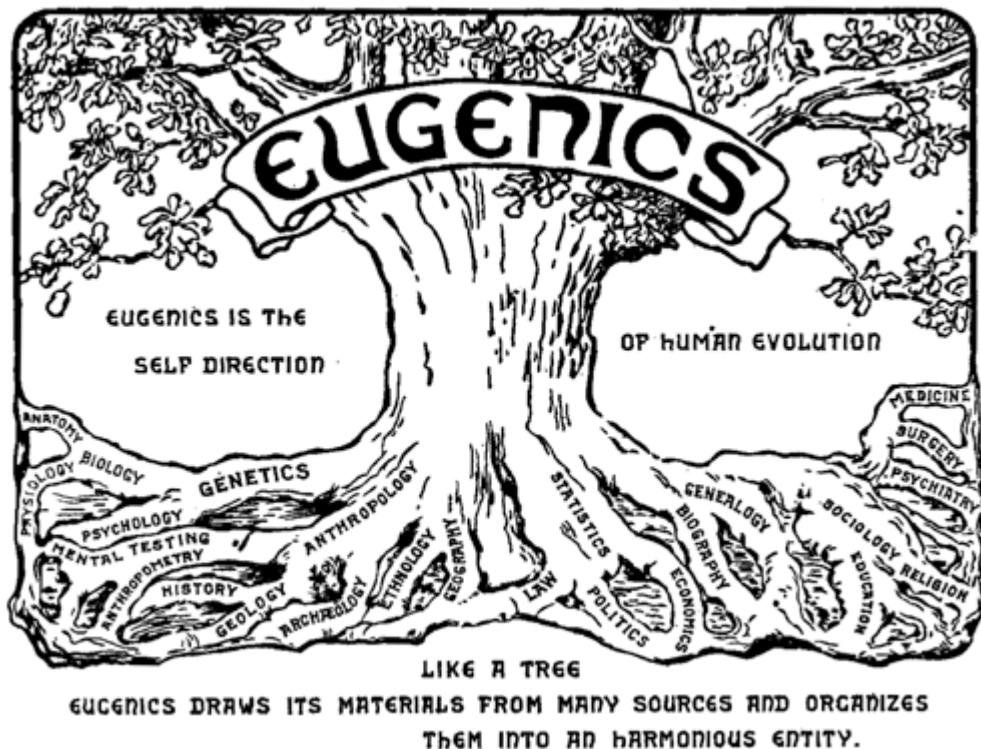 EUGENICS
EUGENICS IS THE
SELF DIRECTION
OF HUMAN EVOLUTION
ANATOMY
PHYSIOLOGY
BIOLOGY
GENETICS
PSYCHOLOGY
MENTAL TESTING
ANTHROPOMETRY
HISTORY
ANTHROPOLOGY
GEOLOGY
ARCHÆOLOGY
ETHNOLOGY
GEOGRAPHY
LAW
STATISTICS
POLITICS
ECONOMICS
BIOGRAPHY
GENEALOGY
SOCIOLOGY
EDUCATION
RELIGION
PSYCHIATRY
SURGERY
MEDICINE
LIKE A TREE
EUGENICS DRAWS ITS MATERIALS FROM MANY SOURCES AND ORGANIZES
THEM INTO AN HARMONIOUS ENTITY.